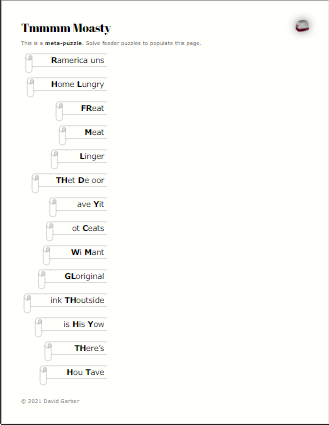 Tmmmm Moasty
This is a meta-puzzle. Solve feeder puzzles to populate this page.
Ramerica uns
Home Lungry
FReat
Meat
Linger
THet De oor
ave Yit
ot Ceats
Wi Mant
GLoriginal
ink THoutside
is His Yow
THere's
Hou Tave
© 2021 David Garber